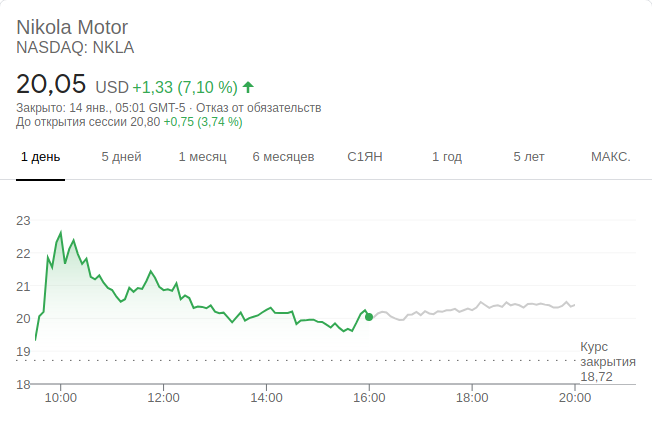 Nikola Motor
NASDAQ: NKLA
20,05 USD +1,33 (7,10 %)
Закрыто: 14 янв., 05:01 GMT-5 · Отказ от обязательств
До открытия сессии 20,80 +0,75 (3,74 %)
1 день 5 дней 1 месяц 6 месяцев С1ЯН 1 год 5 лет МАКС.
23
22
21
20
19
Курс
закрытия
18,72
18
10:00 12:00 14:00 16:00 18:00 20:00